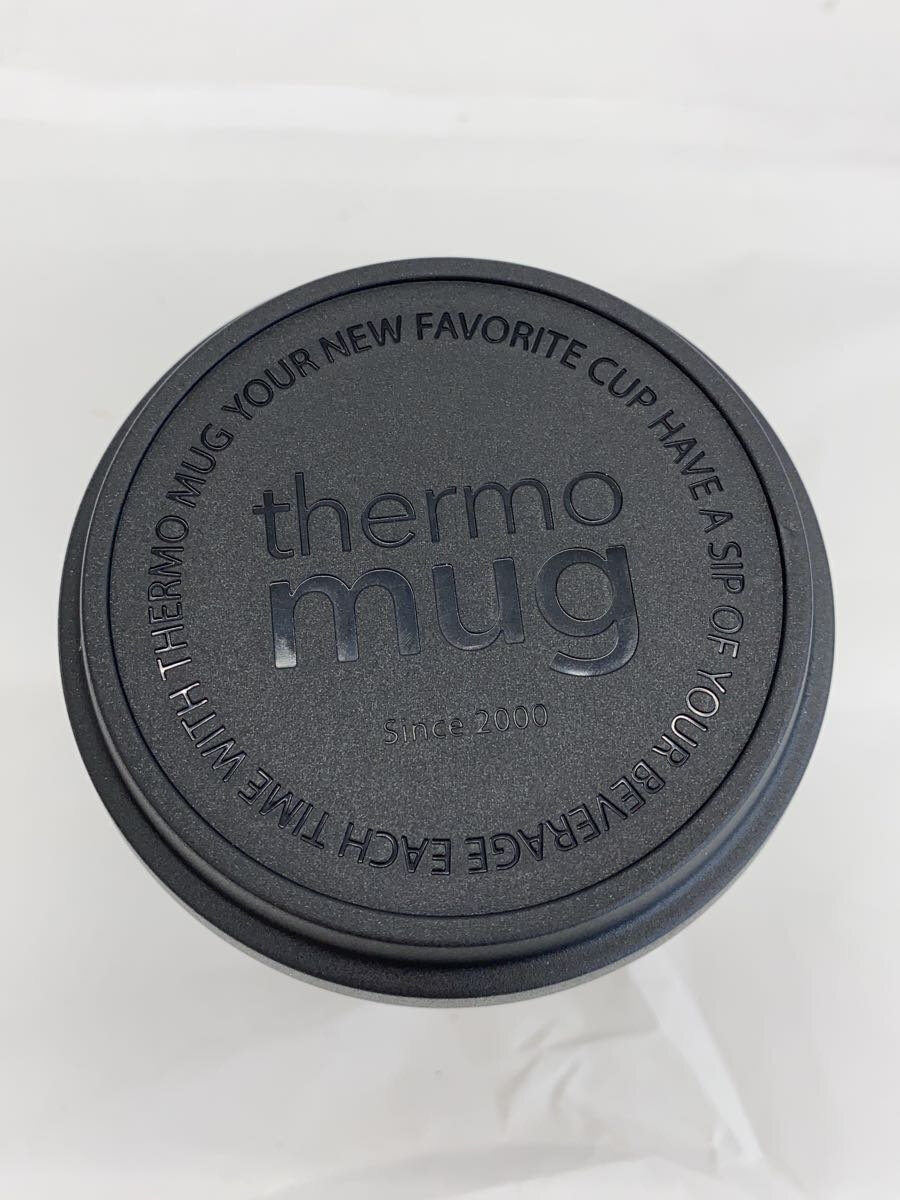 THERMO MUG YOUR NEW FAVORITE CUP HAVE A SIP OF YOUR BEVERAGE EACH TIME WITH
thermo
mug
Since 2000